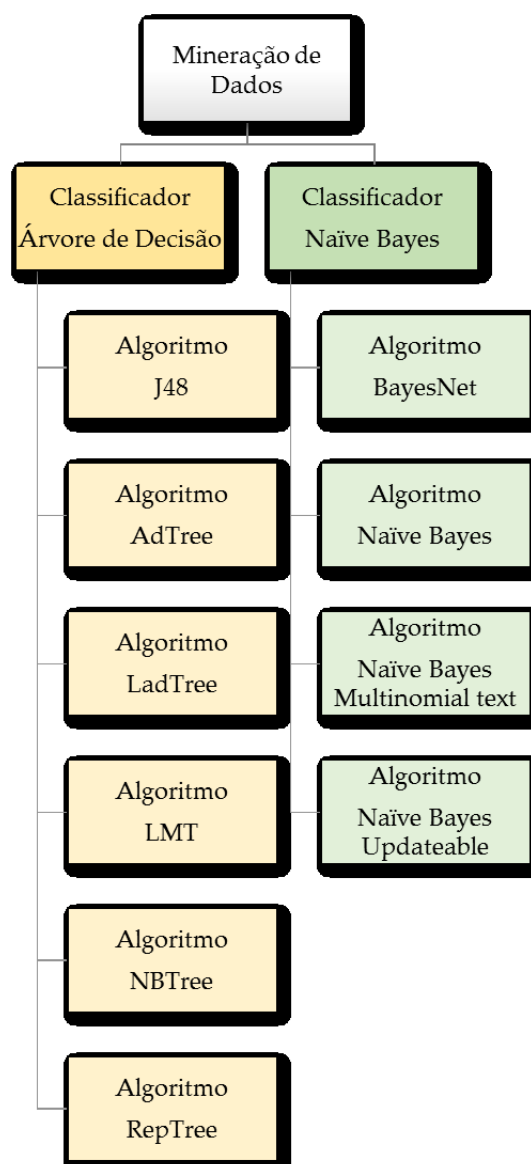 Mineração de
Dados
Classificador
Árvore de Decisão
Classificador
Naïve Bayes
Algoritmo
J48
Algoritmo
AdTree
Algoritmo
LadTree
Algoritmo
LMT
Algoritmo
NBTree
Algoritmo
RepTree
Algoritmo
BayesNet
Algoritmo
Naïve Bayes
Algoritmo
Naïve Bayes
Multinomial text
Algoritmo
Naïve Bayes
Updateable